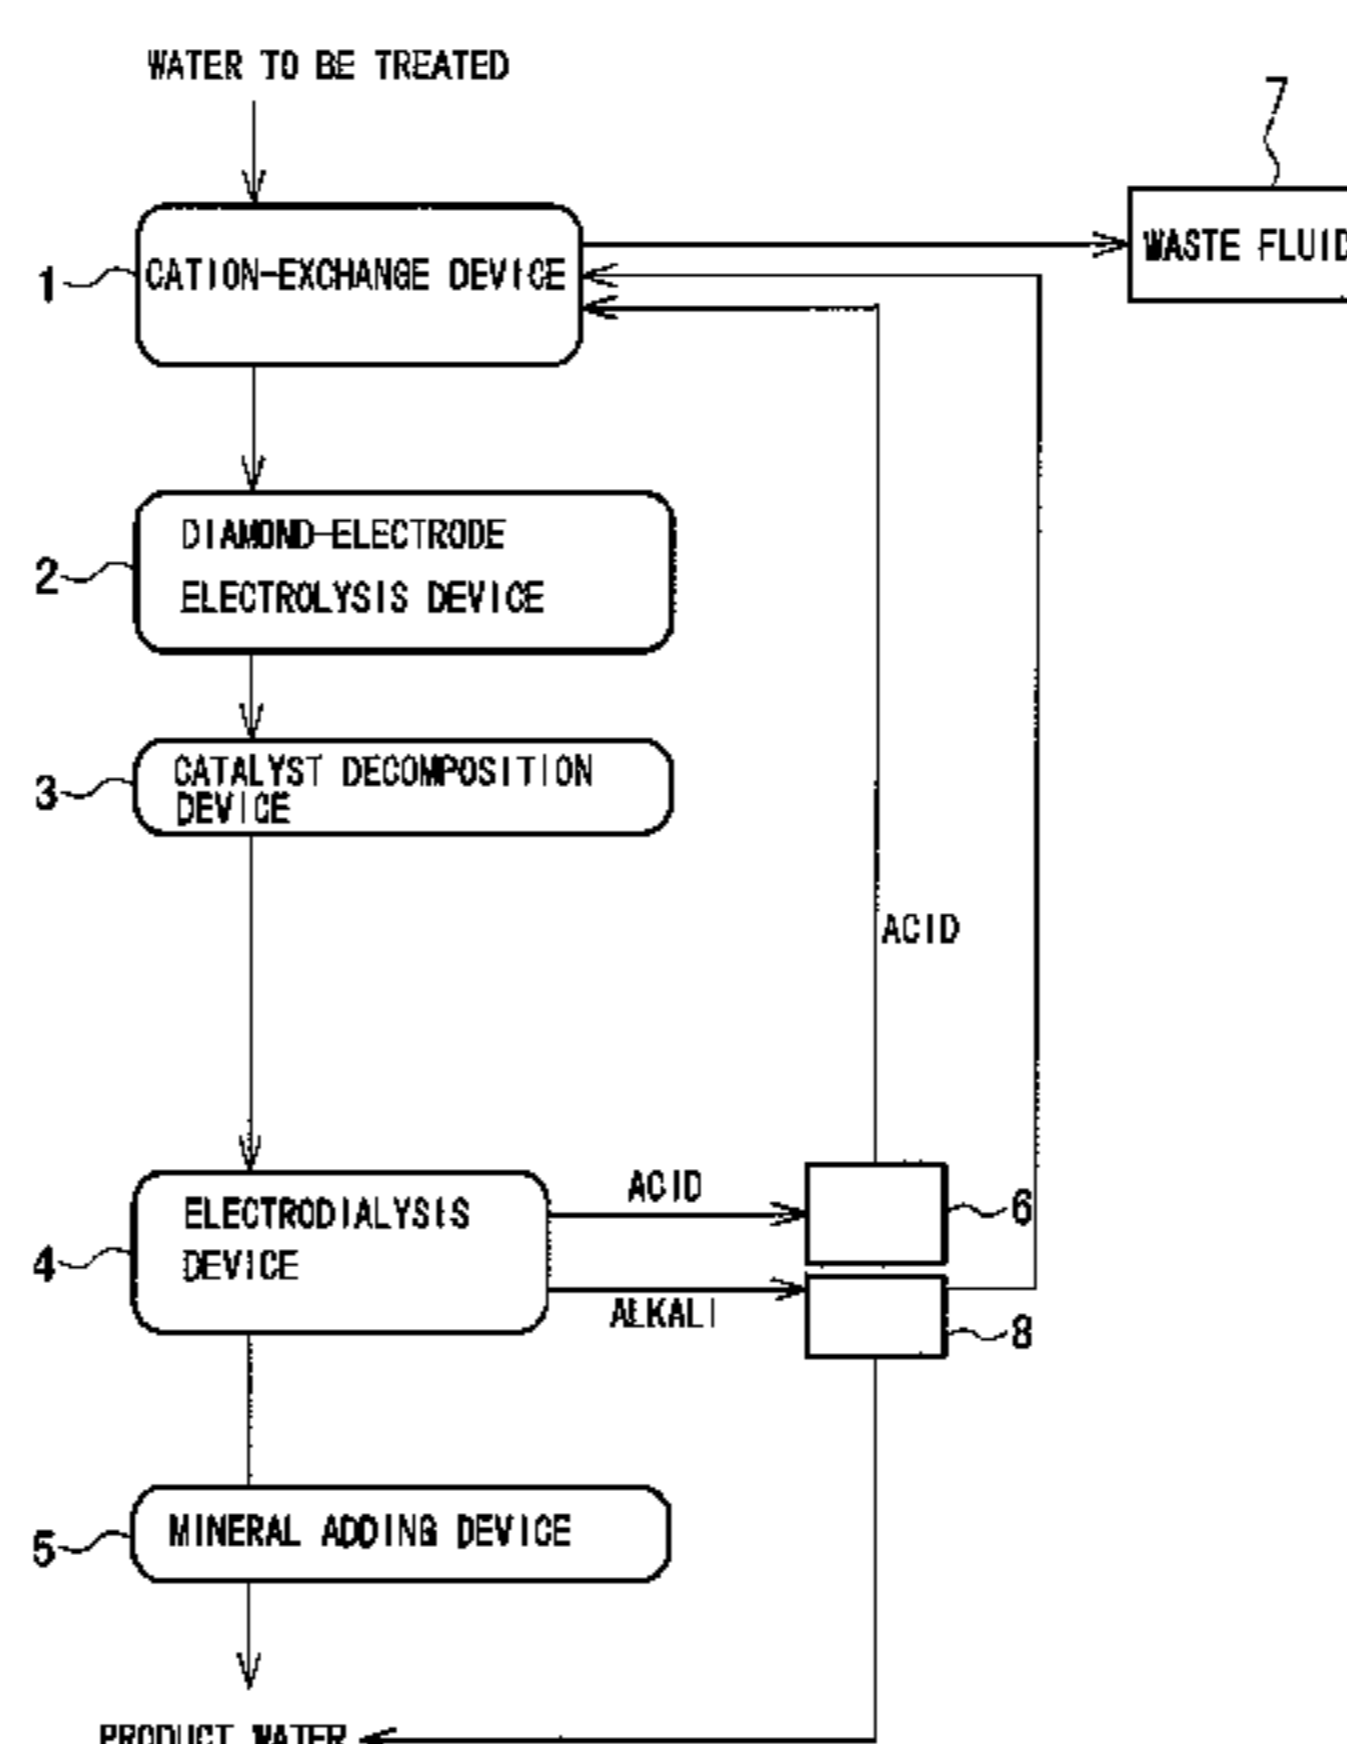 WATER TO BE TREATED
7
WASTE FLUID
1
CATION-EXCHANGE DEVICE
2
DIAMOND-ELECTRODE
ELECTROLYSIS DEVICE
3
CATALYST DECOMPOSITION
DEVICE
ACID
ACID
6
4
ELECTRODIALYSIS
DEVICE
ALKALI
8
5
MINERAL ADDING DEVICE
PRODUCT WATER